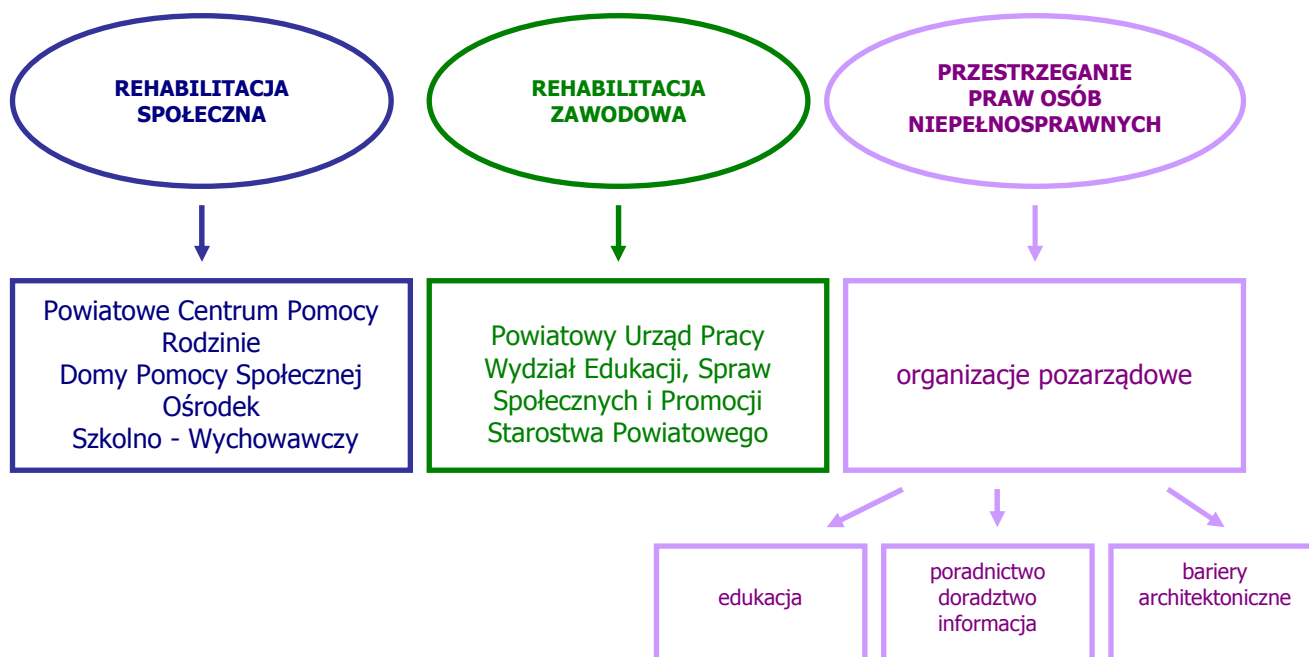 REHABILITACJA
SPOŁECZNA
REHABILITACJA
ZAWODOWA
PRZESTRZEGANIE
PRAW OSÓB
NIEPEŁNOSPRAWNYCH
Powiatowe Centrum Pomocy
Rodzinie
Domy Pomocy Społecznej
Ośrodek
Szkolno - Wychowawczy
Powiatowy Urząd Pracy
Wydział Edukacji, Spraw
Społecznych i Promocji
Starostwa Powiatowego
organizacje pozarządowe
edukacja
poradnictwo
doradztwo
informacja
bariery
architektoniczne